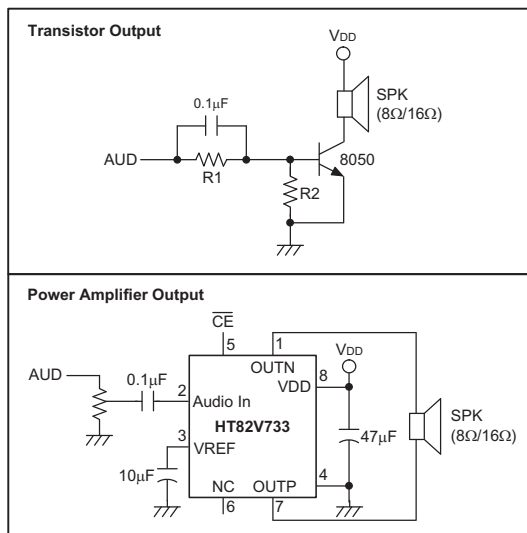 Transistor Output
VDD
SPK
(8Ω/16Ω)
0.1μF
AUD
R1
8050
R2
Power Amplifier Output
CE
5
1
OUTN
VDD
8
VDD
AUD
0.1μF
2
Audio In
HT82V733
3
VREF
10μF
47μF
SPK
(8Ω/16Ω)
NC
OUTP
4
6
7